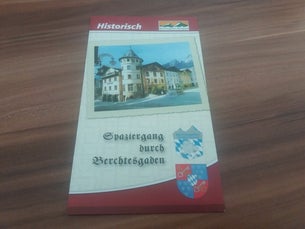 Historisch
Spaziergang
durch
Berchtesgaden